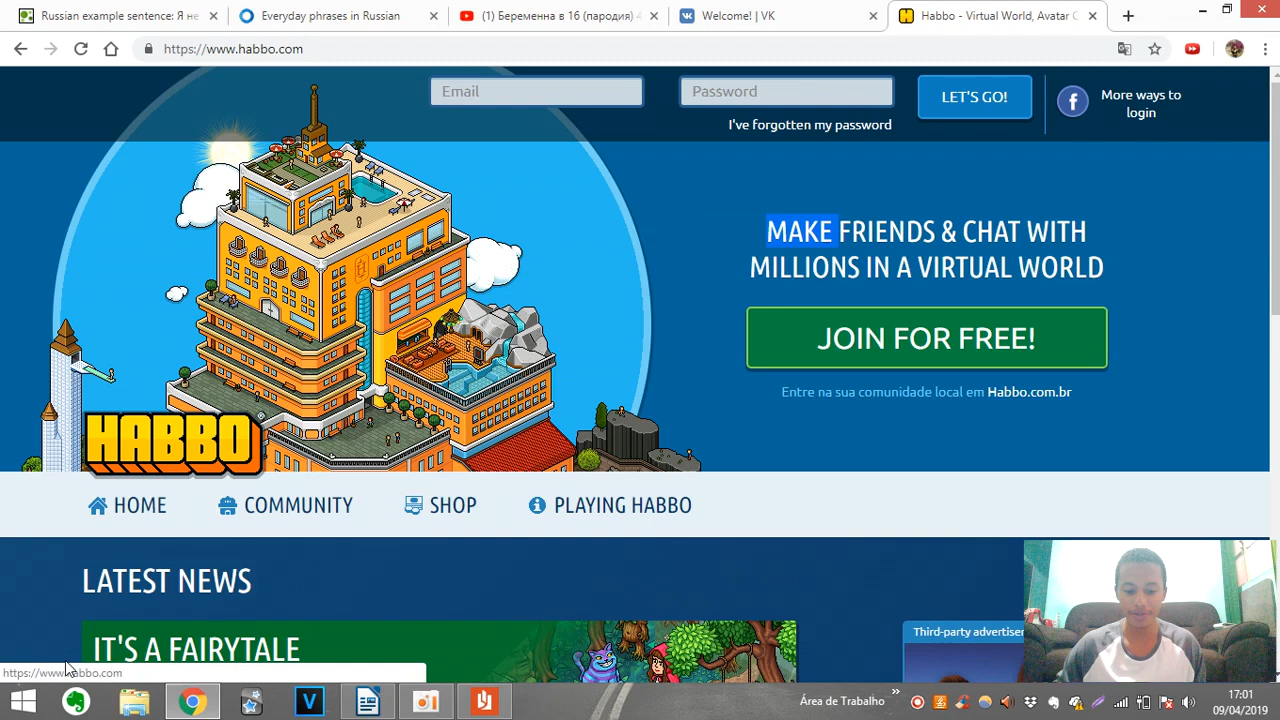 Russian example sentence: Я не
Everyday phrases in Russian
(1) Беременна в 16 (пародия) 4
Welcome! | VK
Habbo - Virtual World, Avatar C
https://www.habbo.com
Email
Password
LET'S GO!
More ways to
login
I've forgotten my password
MAKE FRIENDS & CHAT WITH
MILLIONS IN A VIRTUAL WORLD
JOIN FOR FREE!
Entre na sua comunidade local em Habbo.com.br
HABBO
HOME
COMMUNITY
SHOP
PLAYING HABBO
LATEST NEWS
IT'S A FAIRYTALE
Third-party advertiser
https://www.habbo.com
Área de Trabalho
17:01
09/04/2019